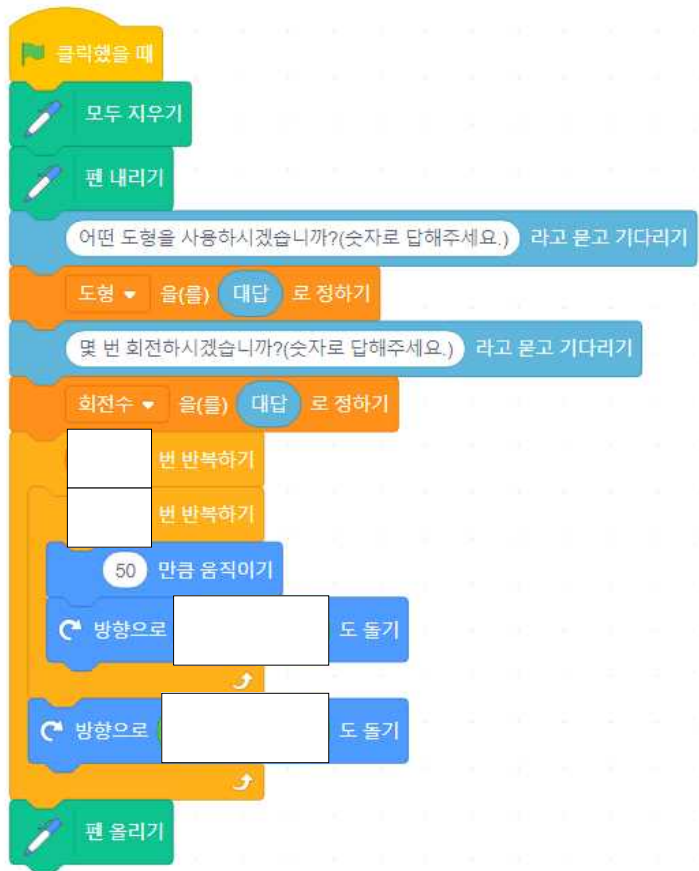 클릭했을 때
모두 지우기
펜 내리기
어떤 도형을 사용하시겠습니까?(숫자로 답해주세요.) 라고 묻고 기다리기
도형 을(를) 대답 로 정하기
몇 번 회전하시겠습니까?(숫자로 답해주세요.) 라고 묻고 기다리기
회전수 을(를) 대답 로 정하기
번 반복하기
번 반복하기
50 만큼 움직이기
방향으로 도 돌기
방향으로 도 돌기
펜 올리기